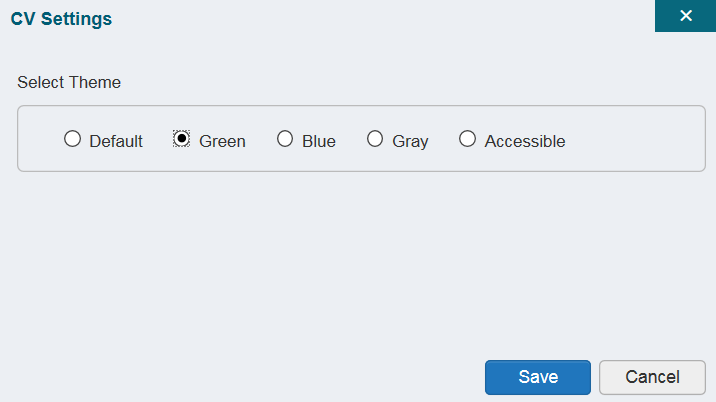 CV Settings
Select Theme
Default Green Blue Gray Accessible
Save Cancel